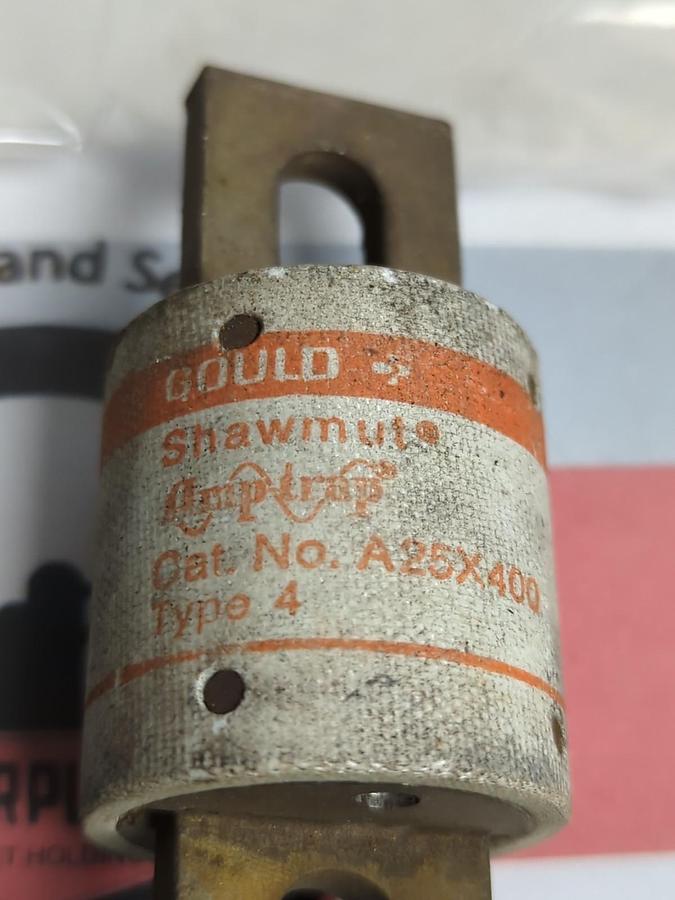 and
GOULD
Shawmut®
Amp-trap®
Cat. No. A25X400
Type 4